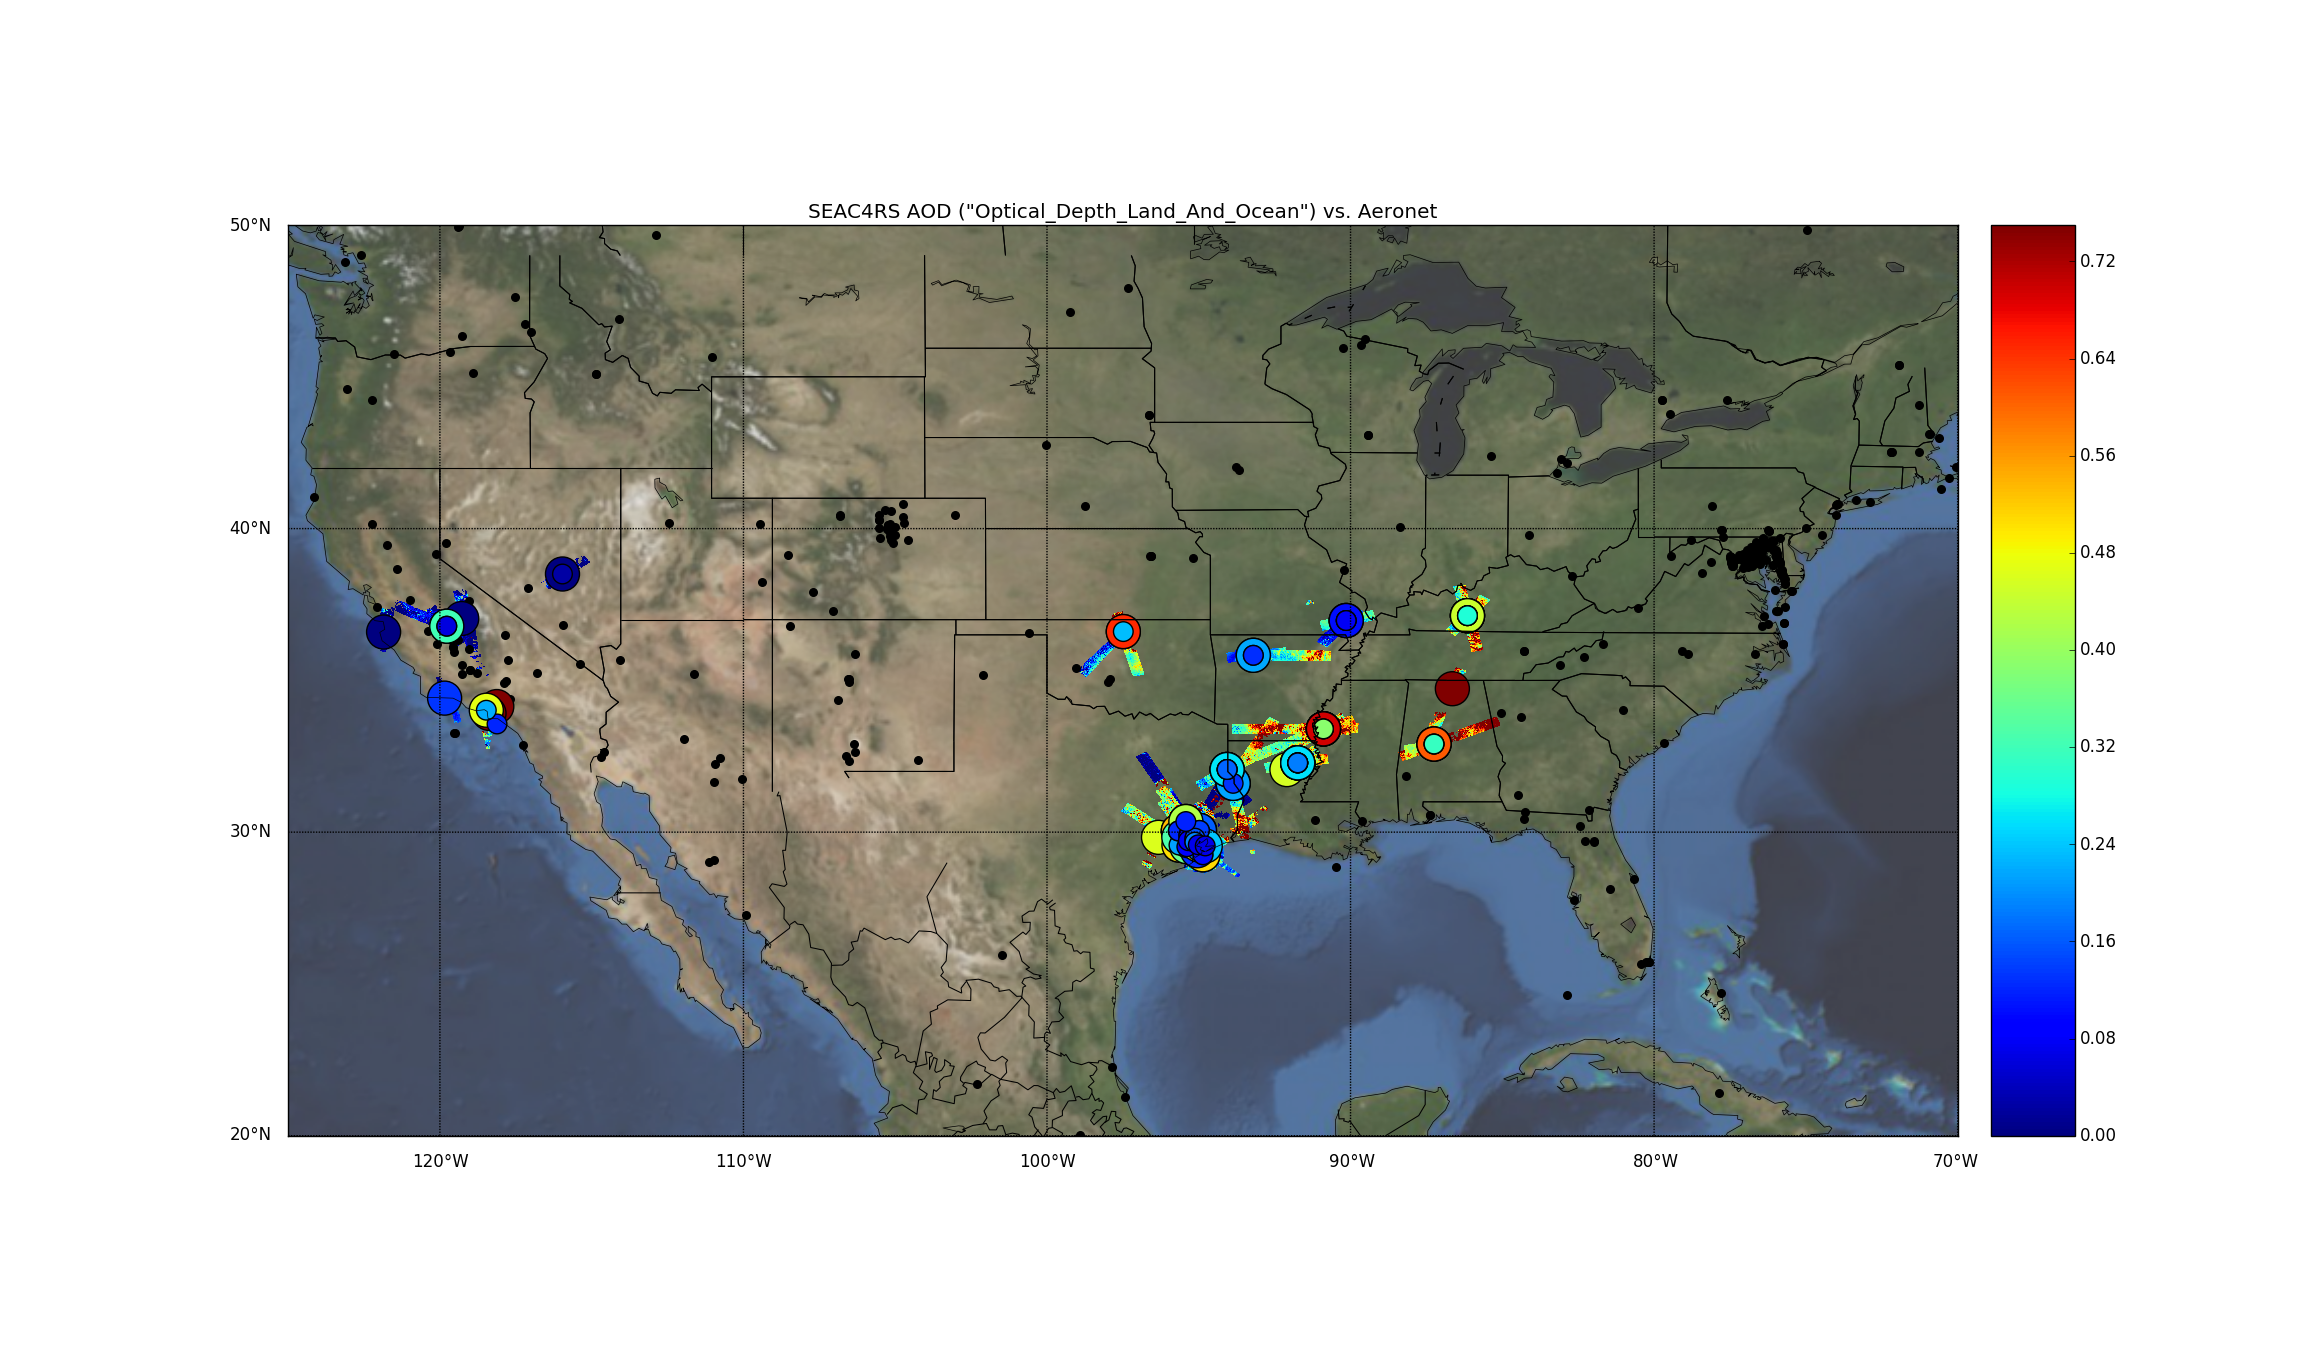 SEAC4RS AOD ("Optical_Depth_Land_And_Ocean") vs. Aeronet
50°N
40°N
30°N
20°N
120°W
110°W
100°W
90°W
80°W
70°W
0.72
0.64
0.56
0.48
0.40
0.32
0.24
0.16
0.08
0.00